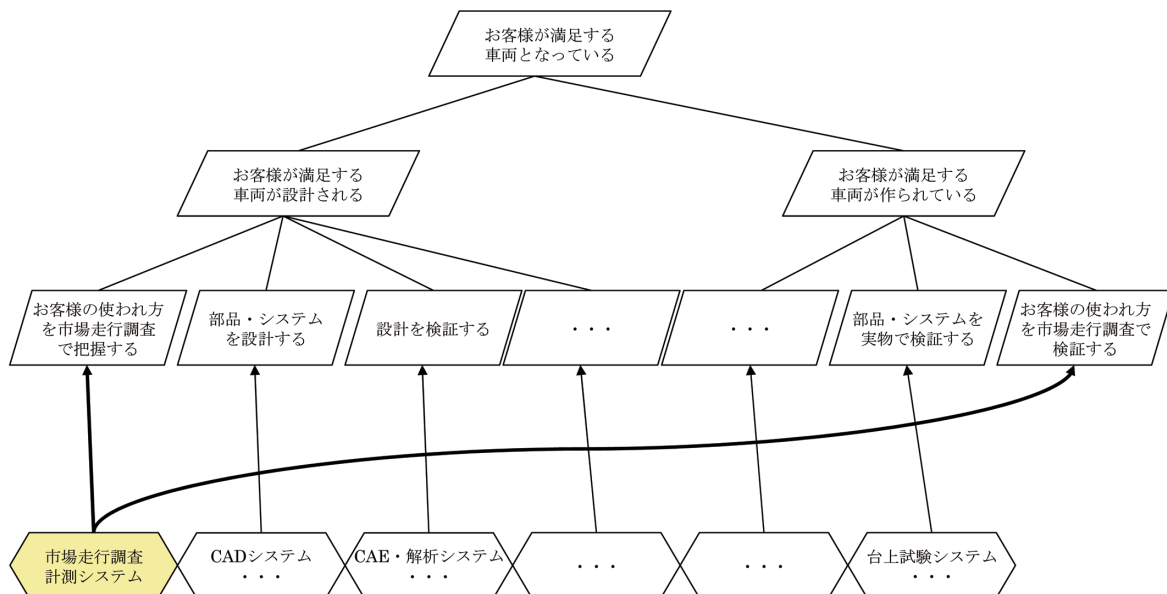 お客様が満足する
車両となっている
お客様が満足する
車両が設計される
お客様が満足する
車両が作られている
お客様の使われ方
を市場走行調査
で把握する
部品・システム
を設計する
設計を検証する
・・・
・・・
部品・システムを
実物で検証する
お客様の使われ方
を市場走行調査で
検証する
市場走行調査
計測システム
CADシステム
・・・
CAE・解析システム
・・・
・・・
・・・
台上試験システム
・・・